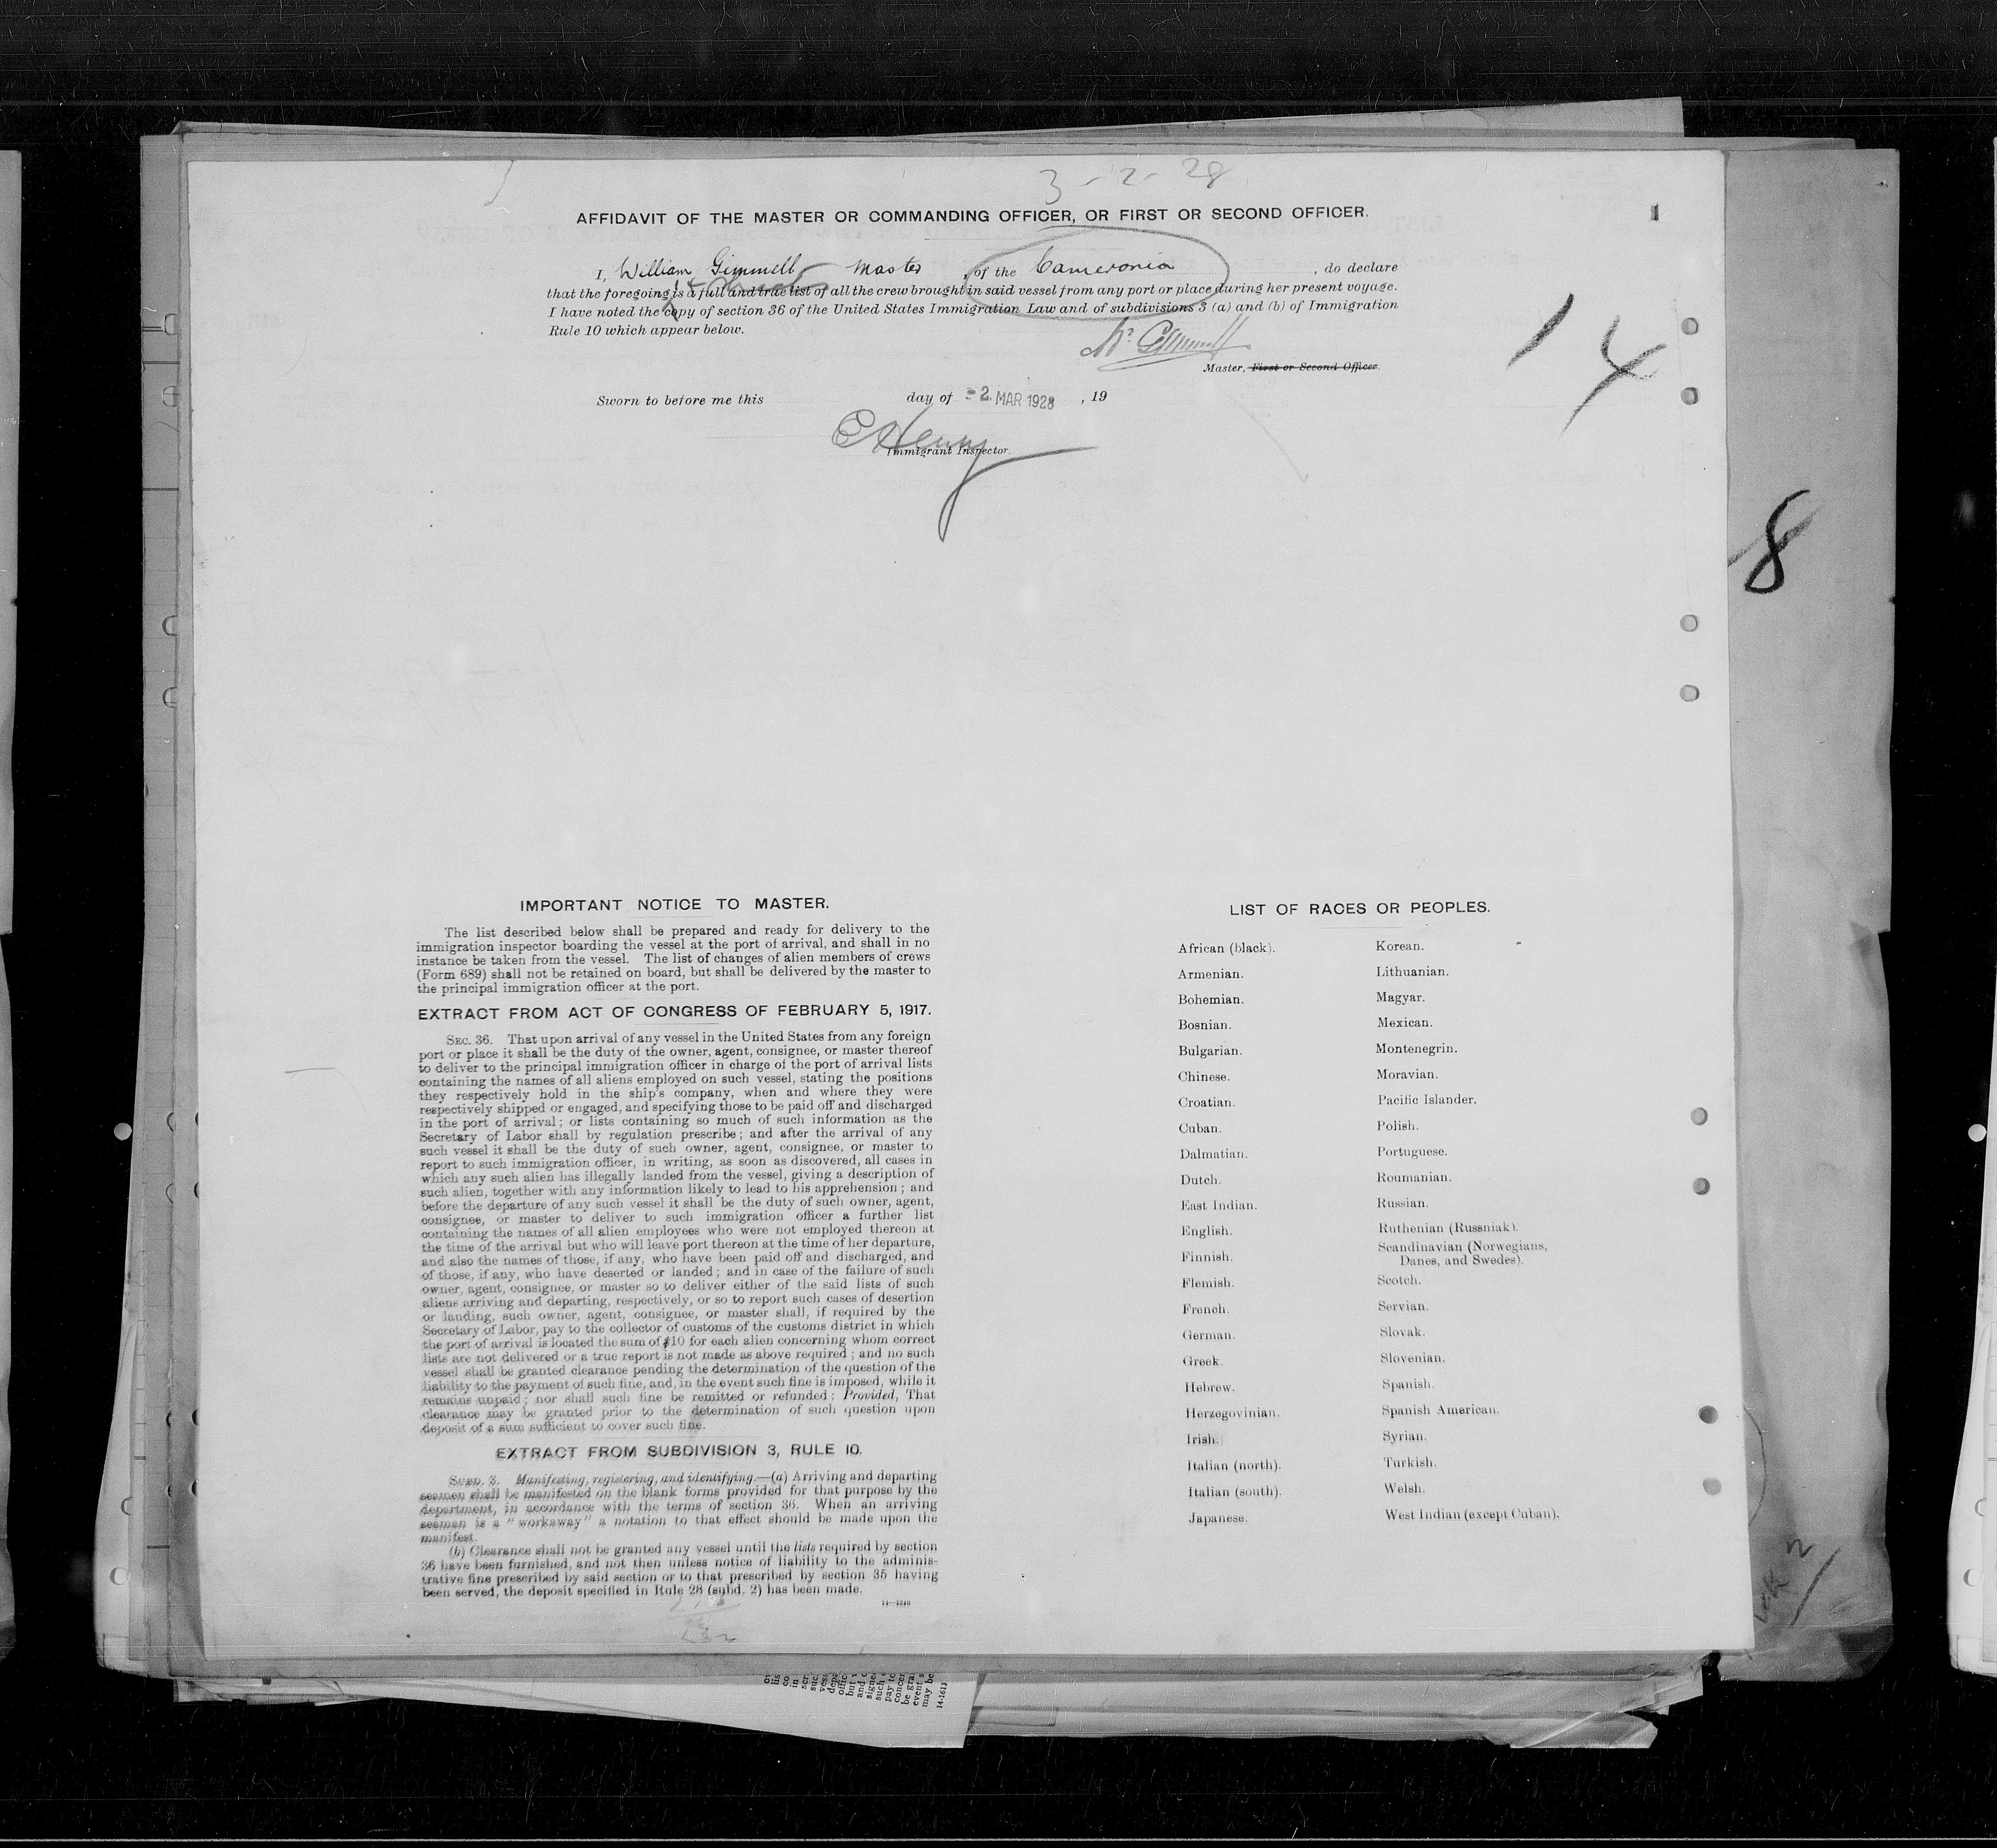 3-2-28
AFFIDAVIT OF THE MASTER OR COMMANDING OFFICER, OR FIRST OR SECOND OFFICER.
1
I, William Gimmell Master, of the Cameronia, do declare
that the foregoing is a full and true list of all the crew brought in said vessel from any port or place during her present voyage.
I have noted the copy of section 36 of the United States Immigration Law and of subdivisions 3 (a) and (b) of Immigration
Rule 10 which appear below.
Wm Gimmell
Master, First or Second Officer.
14
Sworn to before me this day of -2 MAR 1928, 19
Immigrant Inspector.
8
IMPORTANT NOTICE TO MASTER.
The list described below shall be prepared and ready for delivery to the
immigration inspector boarding the vessel at the port of arrival, and shall in no
instance be taken from the vessel. The list of changes of alien members of crews
(Form 689) shall not be retained on board, but shall be delivered by the master to
the principal immigration officer at the port.
EXTRACT FROM ACT OF CONGRESS OF FEBRUARY 5, 1917.
SEC. 36. That upon arrival of any vessel in the United States from any foreign
port or place it shall be the duty of the owner, agent, consignee, or master thereof
to deliver to the principal immigration officer in charge of the port of arrival lists
containing the names of all aliens employed on such vessel, stating the positions
they respectively hold in the ship's company, when and where they were
respectively shipped or engaged, and specifying those to be paid off and discharged
in the port of arrival; or lists containing so much of such information as the
Secretary of Labor shall by regulation prescribe; and after the arrival of any
such vessel it shall be the duty of such owner, agent, consignee, or master to
report to such immigration officer, in writing, as soon as discovered, all cases in
which any such alien has illegally landed from the vessel, giving a description of
such alien, together with any information likely to lead to his apprehension; and
before the departure of any such vessel it shall be the duty of such owner, agent,
consignee, or master to deliver to such immigration officer a further list
containing the names of all alien employees who were not employed thereon at
the time of the arrival but who will leave port thereon at the time of her departure,
and also the names of those, if any, who have been paid off and discharged, and
of those, if any, who have deserted or landed; and in case of the failure of such
owner, agent, consignee, or master so to deliver either of the said lists of such
aliens arriving and departing, respectively, or so to report such cases of desertion
or landing, such owner, agent, consignee, or master shall, if required by the
Secretary of Labor, pay to the collector of customs of the customs district in which
the port of arrival is located the sum of $10 for each alien concerning whom correct
lists are not delivered or a true report is not made as above required; and no such
vessel shall be granted clearance pending the determination of the question of the
liability to the payment of such fine, and, in the event such fine is imposed, while it
remains unpaid; nor shall such fine be remitted or refunded: Provided, That
clearance may be granted prior to the determination of such question upon
deposit of a sum sufficient to cover such fine.
EXTRACT FROM SUBDIVISION 3, RULE 10.
SUBD. 3. Manifesting, registering, and identifying.—(a) Arriving and departing
seamen shall be manifested on the blank forms provided for that purpose by the
department, in accordance with the terms of section 36. When an arriving
seaman is a "workaway" a notation to that effect should be made upon the
manifest.
(b) Clearance shall not be granted any vessel until the lists required by section
36 have been furnished, and not then unless notice of liability to the adminis-
trative fine prescribed by said section or to that prescribed by section 35 having
been served, the deposit specified in Rule 28 (subd. 2) has been made.
14—1240
LIST OF RACES OR PEOPLES.
African (black).
Armenian.
Bohemian.
Bosnian.
Bulgarian.
Chinese.
Croatian.
Cuban.
Dalmatian.
Dutch.
East Indian.
English.
Finnish.
Flemish.
French.
German.
Greek.
Hebrew.
Herzegovinian.
Irish.
Italian (north).
Italian (south).
Japanese.
Korean.
Lithuanian.
Magyar.
Mexican.
Montenegrin.
Moravian.
Pacific Islander.
Polish.
Portuguese.
Roumanian.
Russian.
Ruthenian (Russniak).
Scandinavian (Norwegians,
Danes, and Swedes).
Scotch.
Servian.
Slovak.
Slovenian.
Spanish.
Spanish American.
Syrian.
Turkish.
Welsh.
West Indian (except Cuban).
14-1613